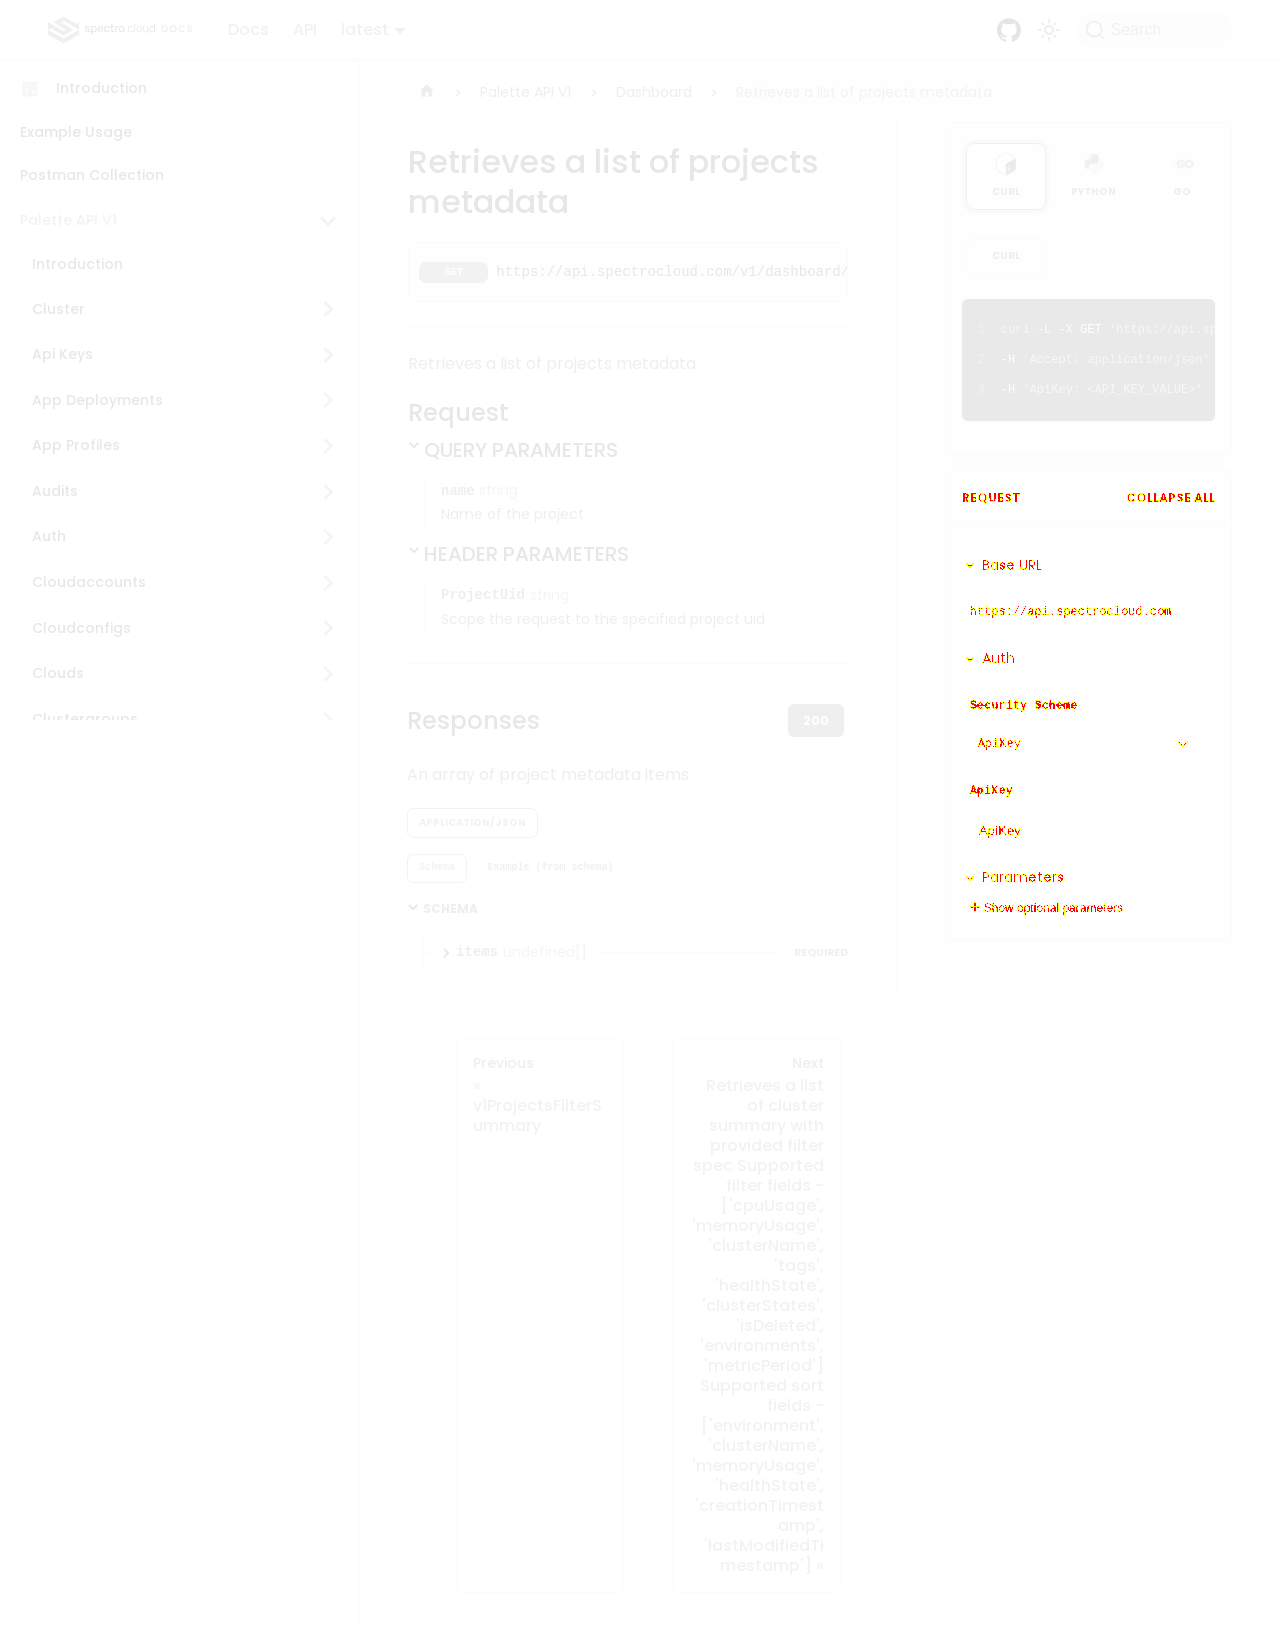 spectro cloud DOCS
Docs
API
latest
Search
Introduction
Example Usage
Postman Collection
Palette API V1
Introduction
Cluster
Api Keys
App Deployments
App Profiles
Audits
Auth
Cloudaccounts
Cloudconfigs
Clouds
Clustergroups
Palette API V1
Dashboard
Retrieves a list of projects metadata
Retrieves a list of projects
metadata
GET https://api.spectrocloud.com/v1/dashboard/
Retrieves a list of projects metadata
Request
QUERY PARAMETERS
name string
Name of the project
HEADER PARAMETERS
ProjectUid string
Scope the request to the specified project uid
Responses
200
An array of project metadata items
APPLICATION/JSON
Schema
Example (from schema)
SCHEMA
items undefined[]
REQUIRED
Previous
«
v1ProjectsFilterS
ummary
Next
Retrieves a list
of cluster
summary with
provided filter
spec Supported
filter fields -
['cpuUsage',
'memoryUsage',
'clusterName',
'tags',
'healthState',
'clusterStates',
'isDeleted',
'environments',
'metricPeriod']
Supported sort
fields -
['environment',
'clusterName',
'memoryUsage',
'healthState',
'creationTimest
amp',
'lastModifiedTi
mestamp'] »
CURL
PYTHON
GO
CURL
1 curl -L -X GET 'https://api.sp
2 -H 'Accept: application/json'
3 -H 'ApiKey: <API_KEY_VALUE>'
REQUEST
COLLAPSE ALL
Base URL
https://api.spectrocloud.com
Auth
Security Scheme
ApiKey
ApiKey
ApiKey
Parameters
Show optional parameters